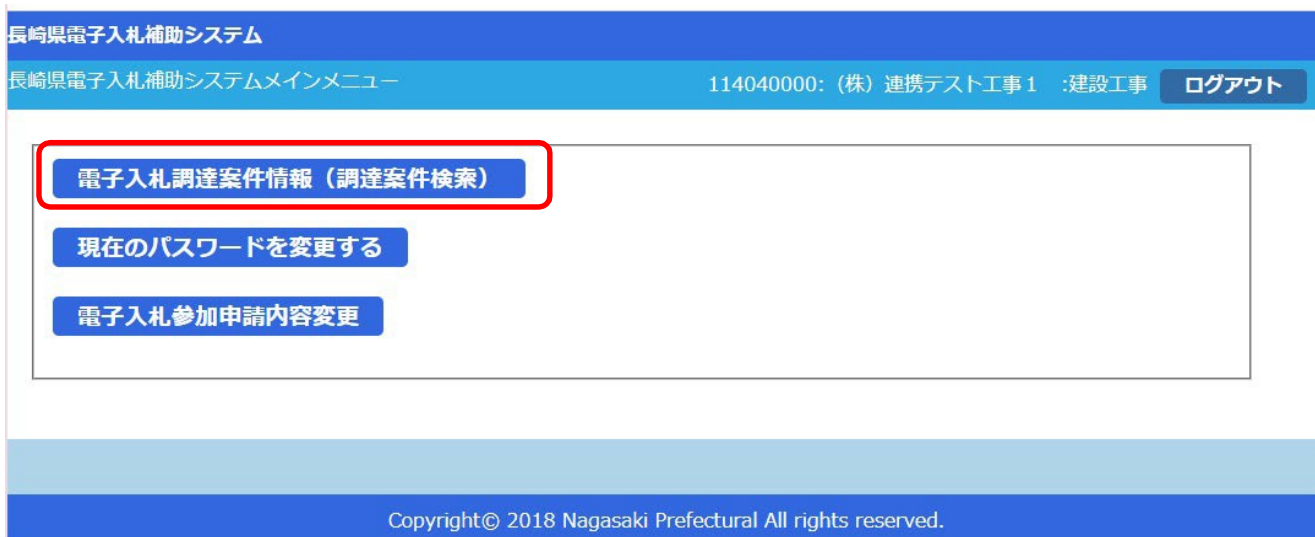 長崎県電子入札補助システム
長崎県電子入札補助システムメインメニュー 114040000:（株）連携テスト工事１ :建設工事 ログアウト
電子入札調達案件情報（調達案件検索）
現在のパスワードを変更する
電子入札参加申請内容変更
Copyright© 2018 Nagasaki Prefectural All rights reserved.